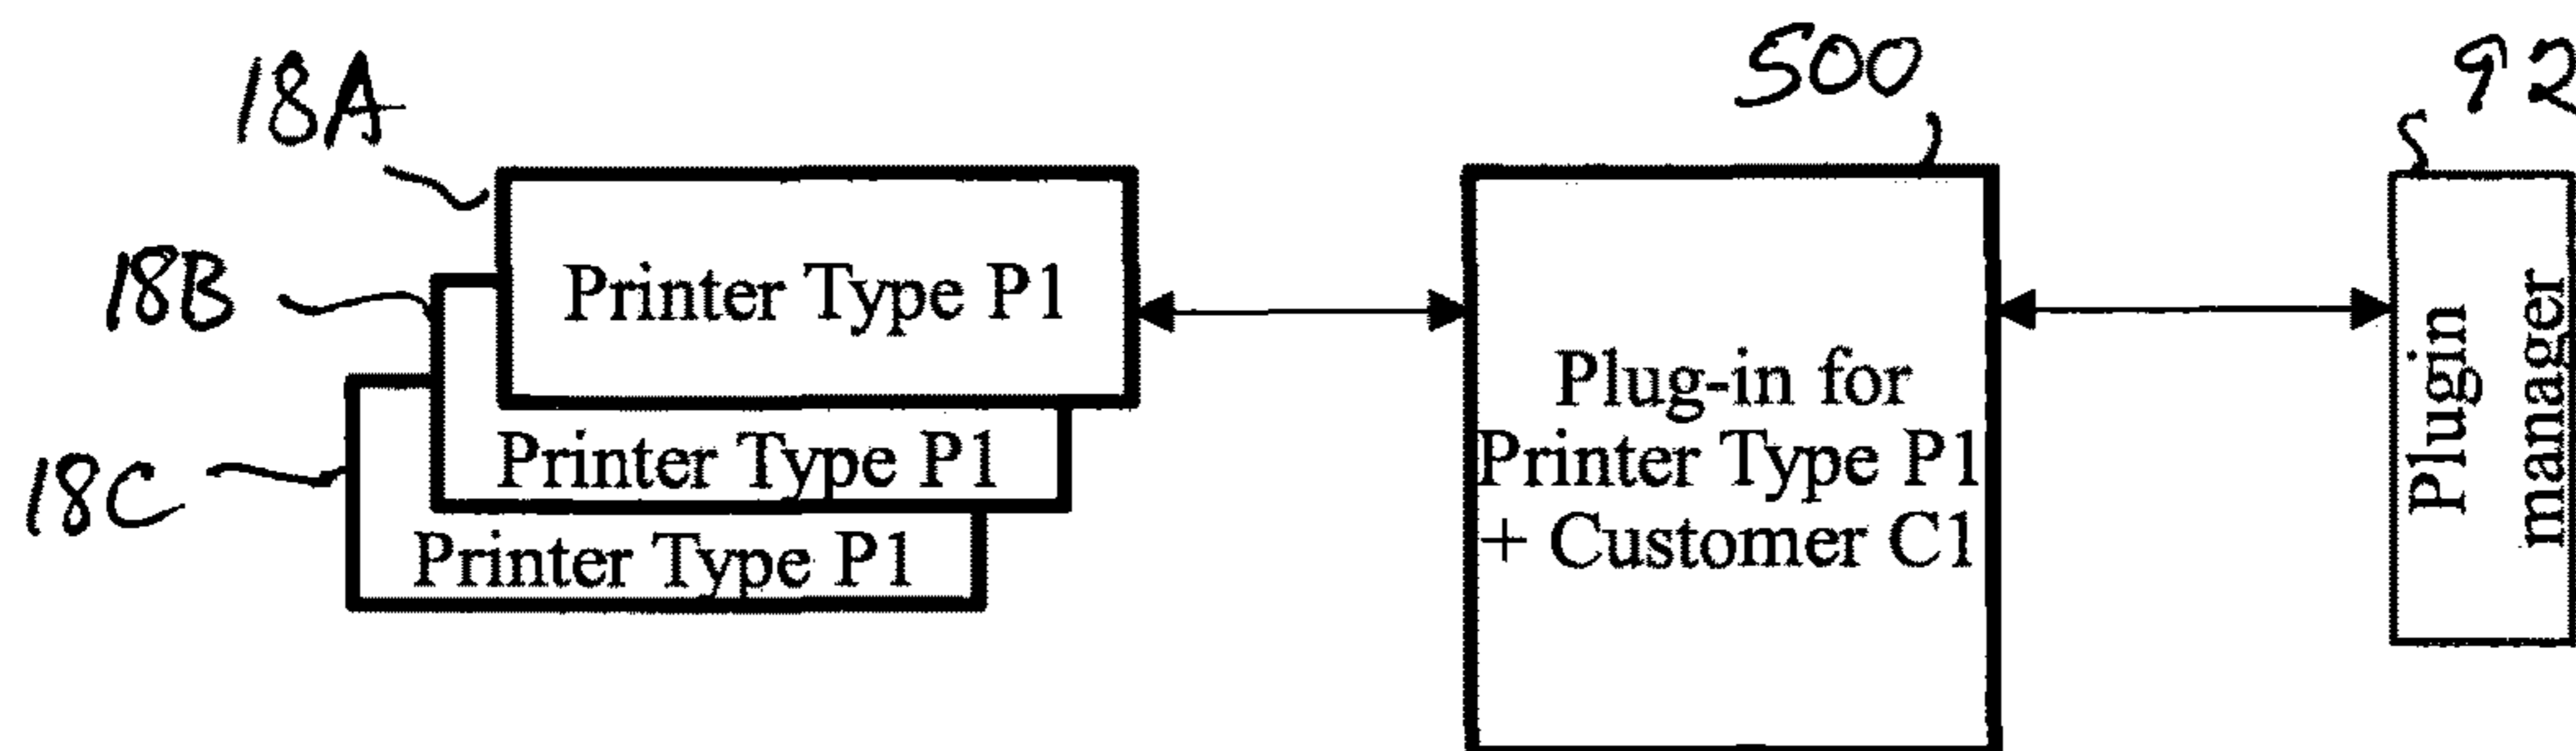 18A
500
92
Printer Type P1
18B
Printer Type P1
18C
Printer Type P1
Plug-in for
Printer Type P1
+ Customer C1
Plugin
manager